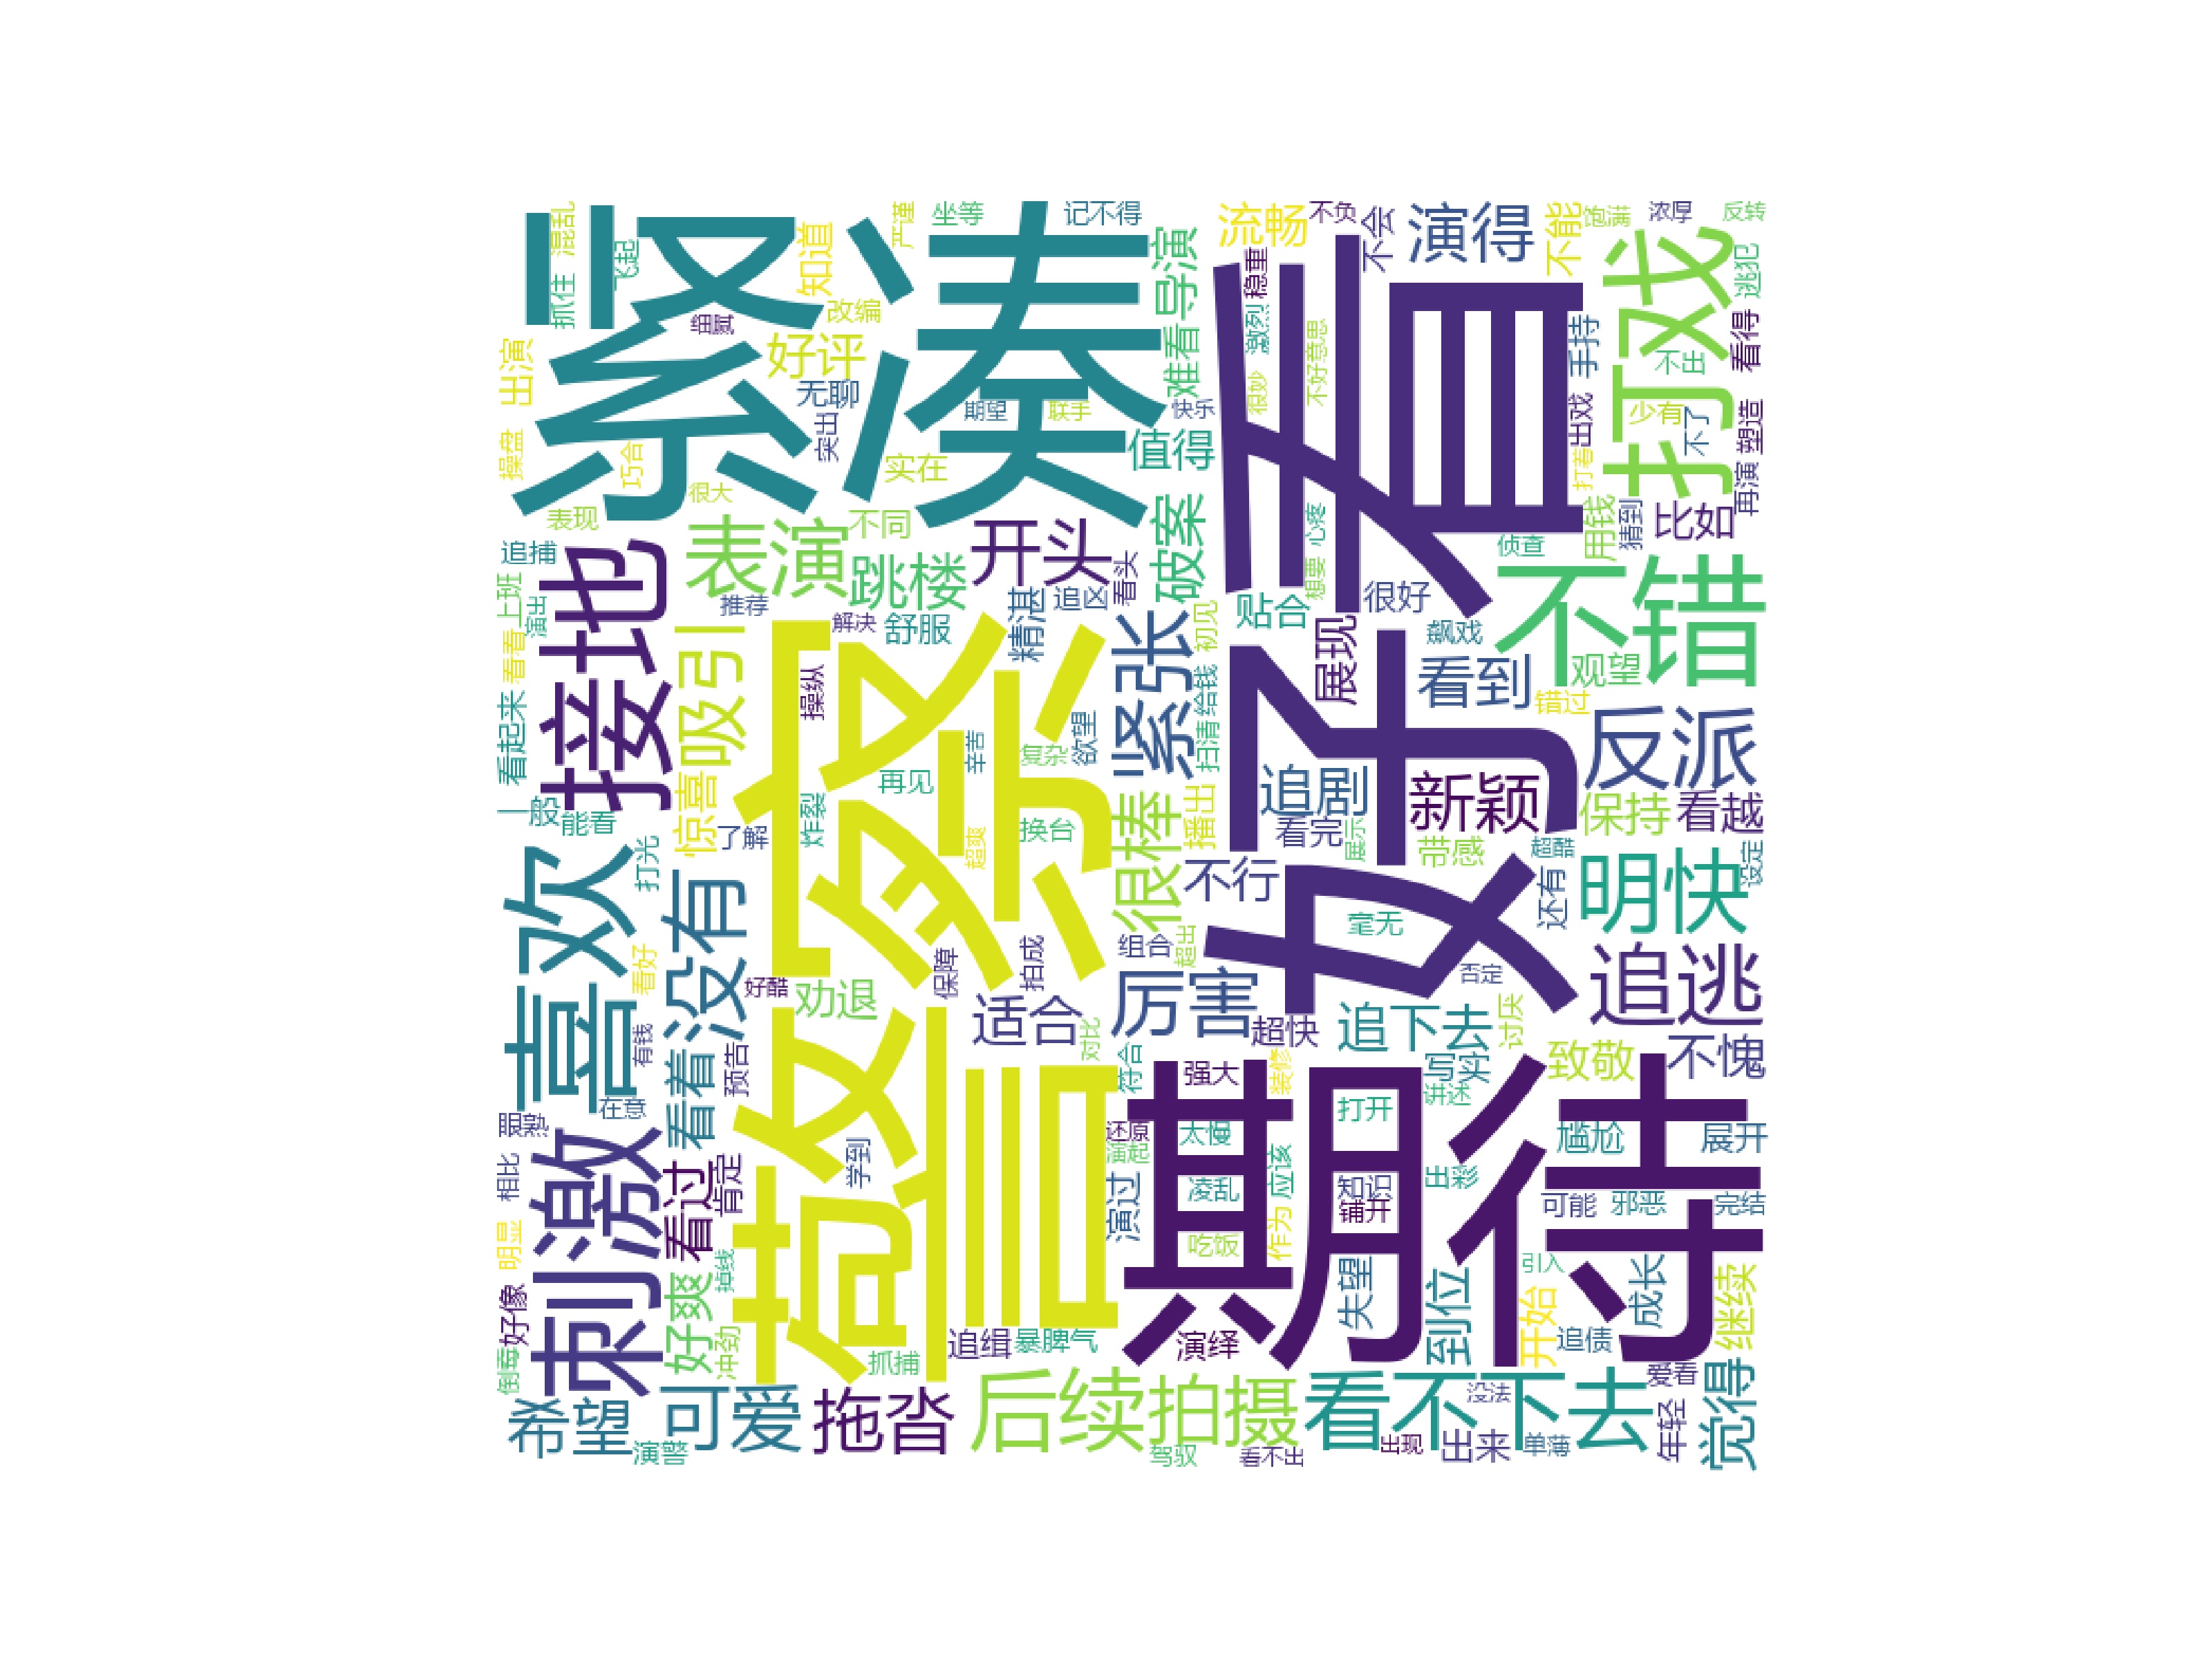 紧凑
好看
警察
期待
打戏
不错
接地
喜欢
刺激
表演
跳楼
开头
吸引
紧张
破案
反派
明快
追逃
新颖
追剧
看到
展现
很棒
厉害
适合
没有
看着
看过
好爽
希望
可爱
拖沓
后续
拍摄
看不下去
觉得
到位
追下去
致敬
不愧
尴尬
展开
继续
成长
开始
追债
失望
演得
流畅
导演
难看
值得
好评
知道
改编
无聊
实在
不同
舒服
精湛
追区
看头
贴合
很好
飙戏
观望
错过
保持
看越
带感
看完
不行
超快
还有
毫无
组合
超出
否定
讨厌
写实
讲述
强大
装修
打开
太慢
还原
演起
凌乱
应该
知识
铺开
出彩
可能
邪恶
完结
演过
吃饭
作为
引入
演绎
追缉
暴脾气
抓捕
劝退
好酷
保障
拍成
对比
符合
学到
预告
肯定
掉线
冲劲
演警
倒霉
好像
明显
相比
跟熟
在意
有钱
看好
打光
惊喜
了解
炸裂
超爽
再见
辛苦
复杂
欲望
换台
播出
扫清
给钱
初见
操纵
解决
推荐
一般
能看
看起来
看看
演出
上班
追捕
表现
很大
巧合
操盘
出演
突出
期望
联手
快乐
细腻
抓住
飞起
混乱
严谨
坐等
记不得
不负
不会
稳重
激烈
很妙
不好意思
不能
饱满
浓厚
反转
逃犯
手持
不出
看得
出戏
少有
不了
塑造
打着
再演
用钱
猜到
比如
侦查
心疼
想要
展示
超酷
设定
驾驭
看不出
没法
出现
出来
单薄
爱看
年轻